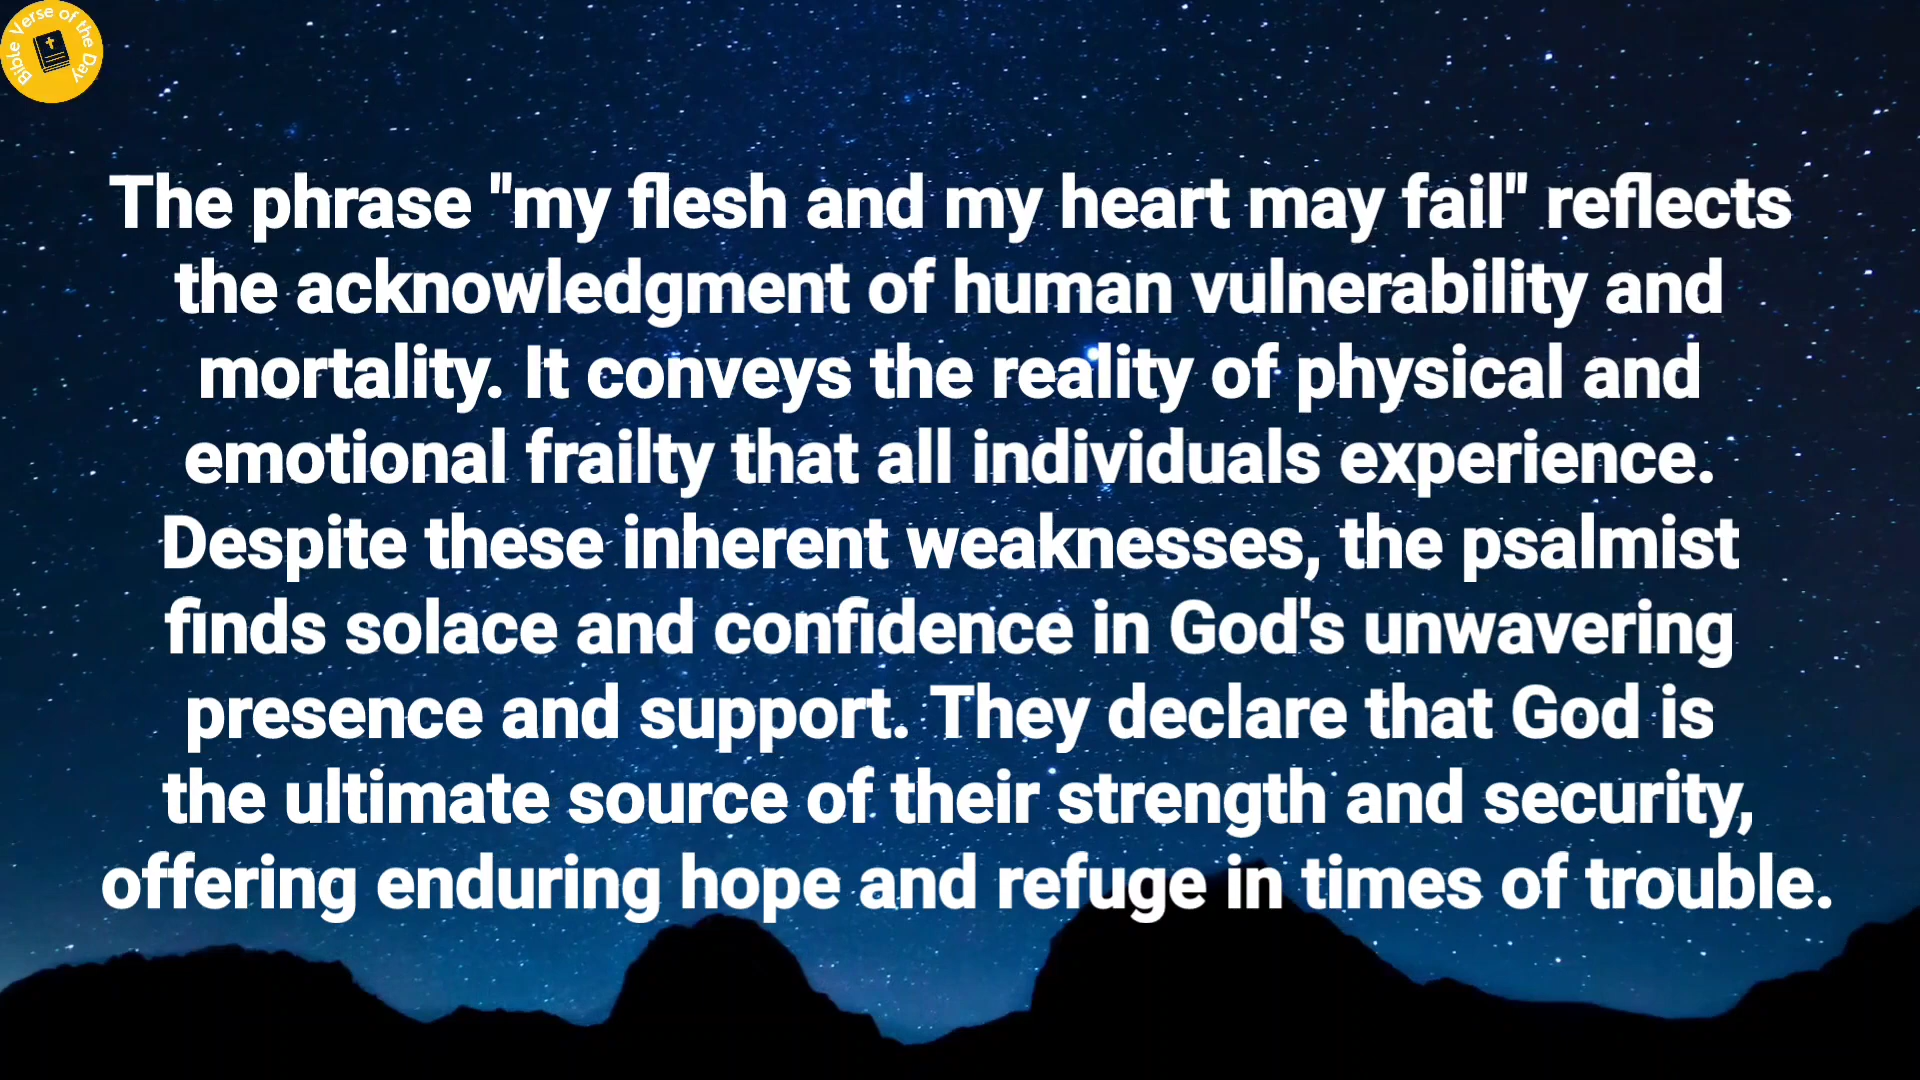 Bible Verse of the Day
The phrase "my flesh and my heart may fail" reflects
the acknowledgment of human vulnerability and
mortality. It conveys the reality of physical and
emotional frailty that all individuals experience.
Despite these inherent weaknesses, the psalmist
finds solace and confidence in God's unwavering
presence and support. They declare that God is
the ultimate source of their strength and security,
offering enduring hope and refuge in times of trouble.